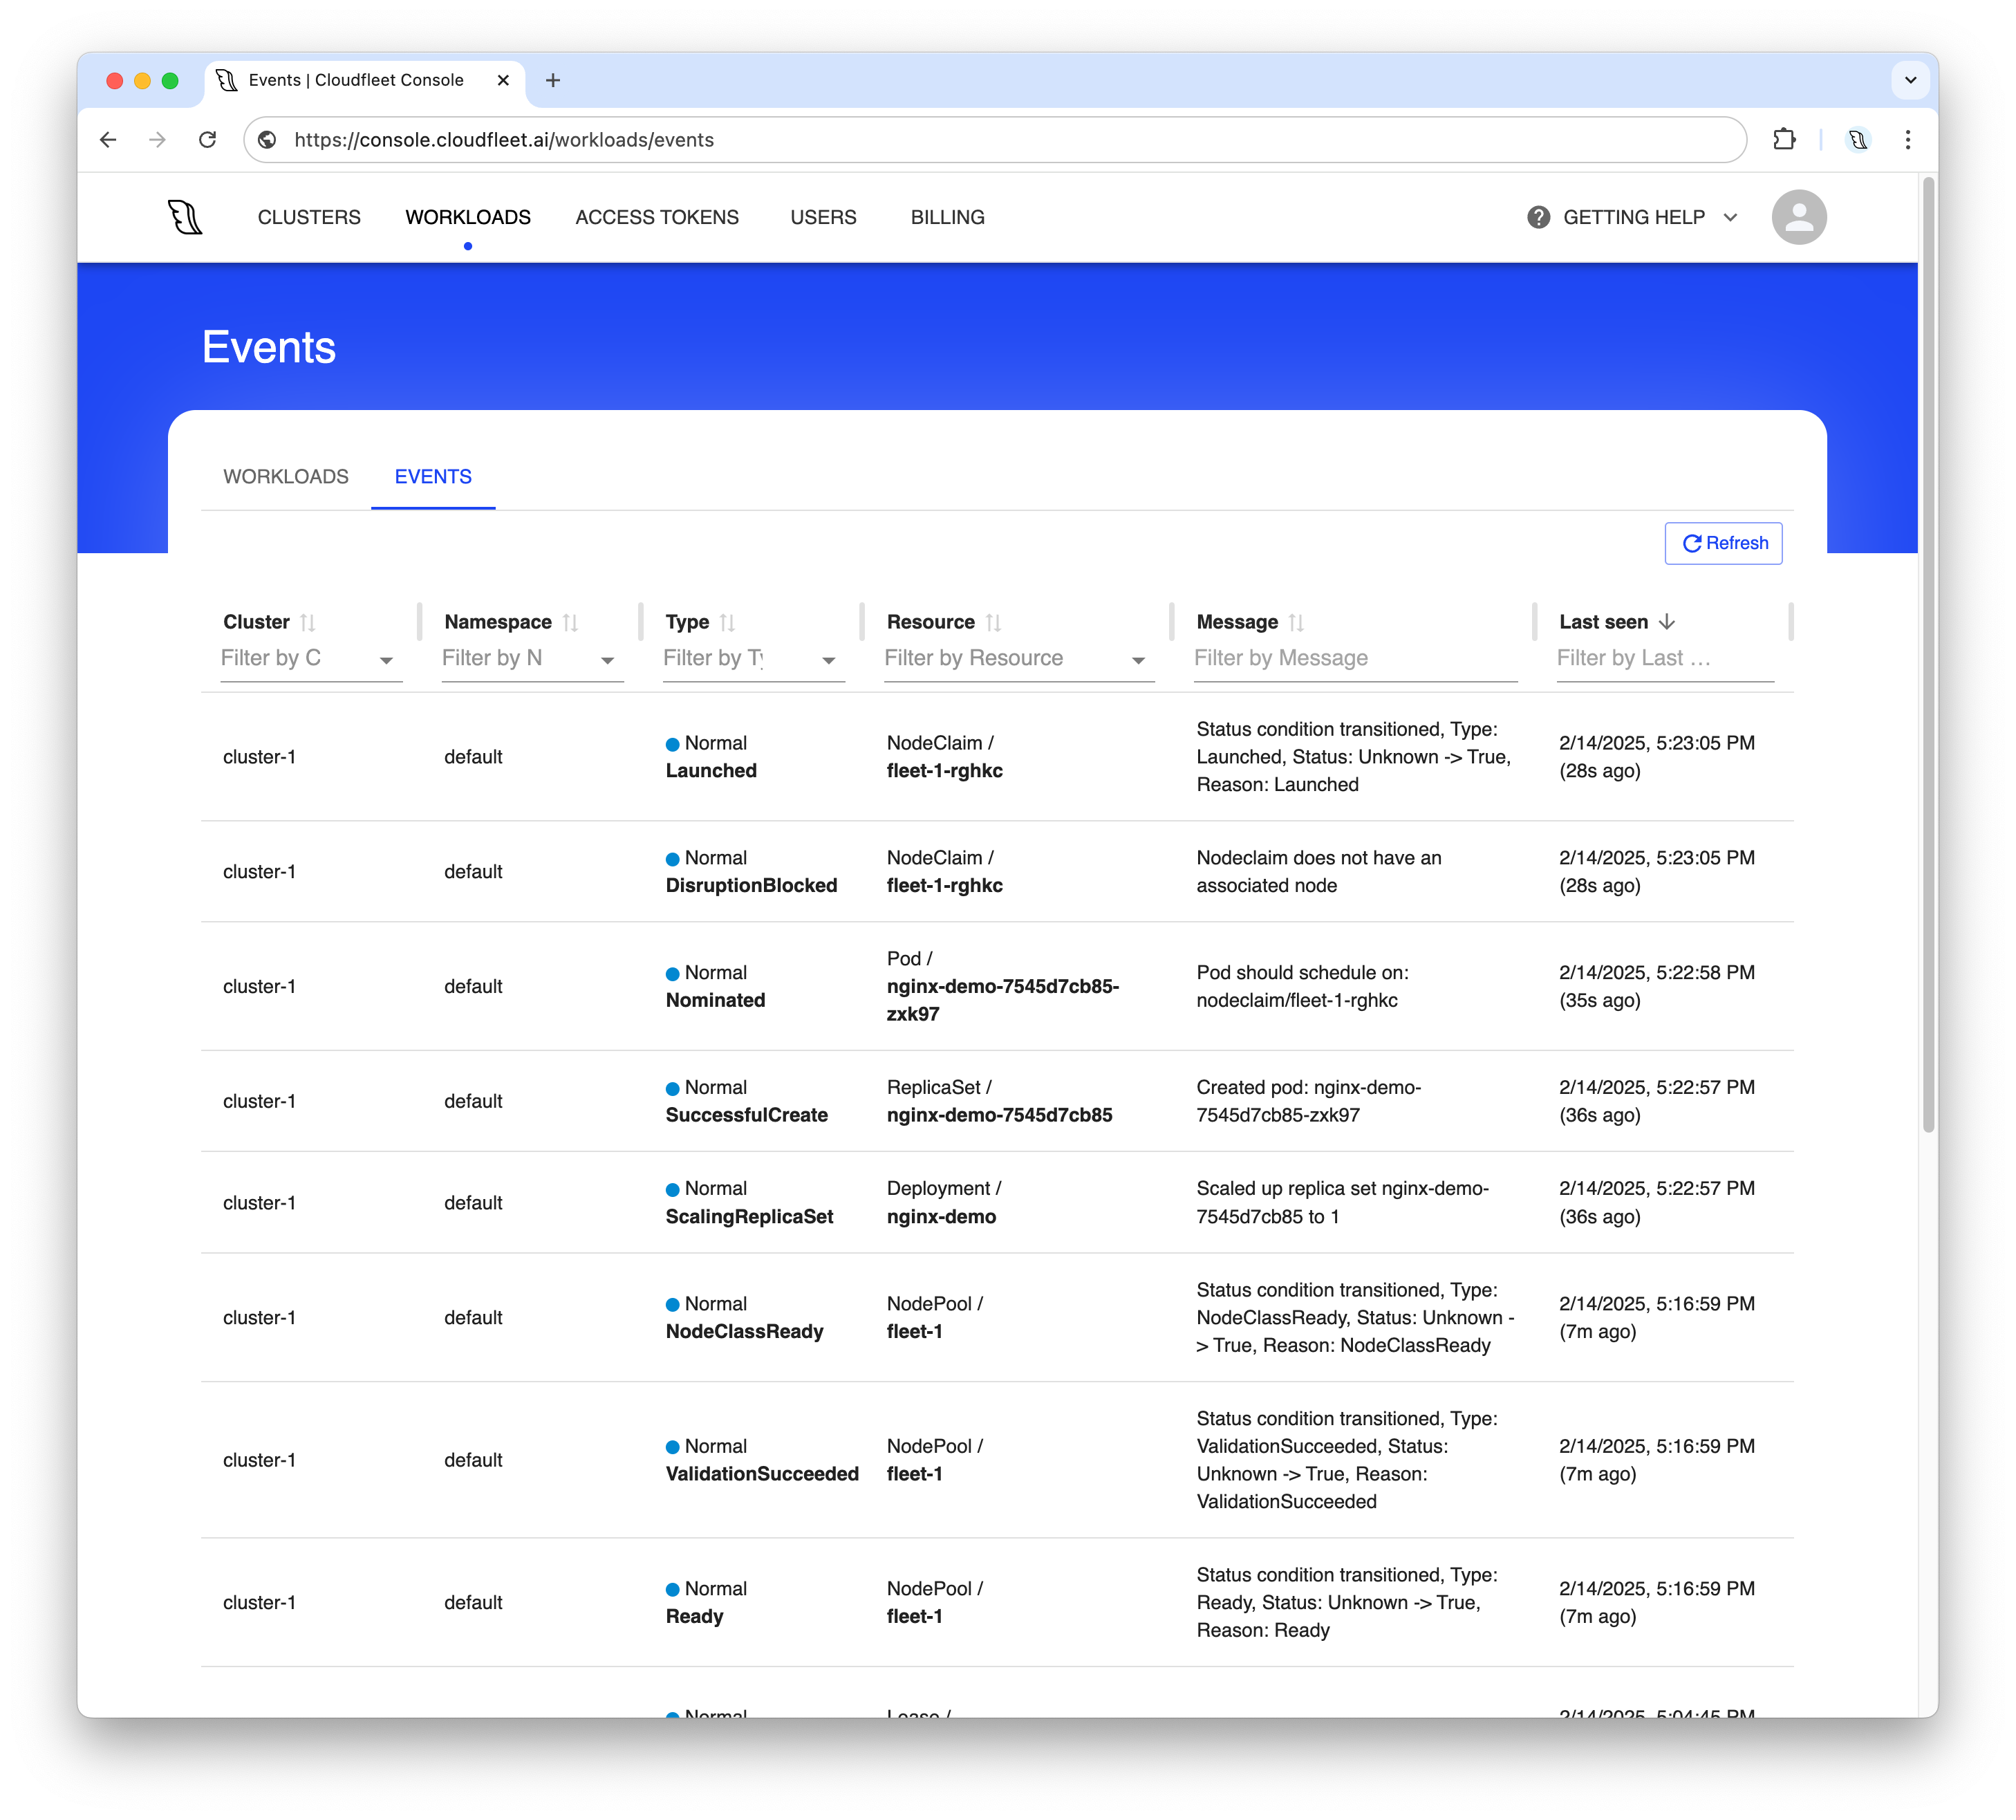 Events | Cloudfleet Console
https://console.cloudfleet.ai/workloads/events
CLUSTERS WORKLOADS ACCESS TOKENS USERS BILLING GETTING HELP
Events
WORKLOADS EVENTS
Refresh
Cluster Namespace Type Resource Message Last seen
Filter by C Filter by N Filter by Ty Filter by Resource Filter by Message Filter by Last …
cluster-1
default
Normal
Launched
NodeClaim /
fleet-1-rghkc
Status condition transitioned, Type:
Launched, Status: Unknown -> True,
Reason: Launched
2/14/2025, 5:23:05 PM
(28s ago)
cluster-1
default
Normal
DisruptionBlocked
NodeClaim /
fleet-1-rghkc
Nodeclaim does not have an
associated node
2/14/2025, 5:23:05 PM
(28s ago)
cluster-1
default
Normal
Nominated
Pod /
nginx-demo-7545d7cb85-
zxk97
Pod should schedule on:
nodeclaim/fleet-1-rghkc
2/14/2025, 5:22:58 PM
(35s ago)
cluster-1
default
Normal
SuccessfulCreate
ReplicaSet /
nginx-demo-7545d7cb85
Created pod: nginx-demo-
7545d7cb85-zxk97
2/14/2025, 5:22:57 PM
(36s ago)
cluster-1
default
Normal
ScalingReplicaSet
Deployment /
nginx-demo
Scaled up replica set nginx-demo-
7545d7cb85 to 1
2/14/2025, 5:22:57 PM
(36s ago)
cluster-1
default
Normal
NodeClassReady
NodePool /
fleet-1
Status condition transitioned, Type:
NodeClassReady, Status: Unknown -
> True, Reason: NodeClassReady
2/14/2025, 5:16:59 PM
(7m ago)
cluster-1
default
Normal
ValidationSucceeded
NodePool /
fleet-1
Status condition transitioned, Type:
ValidationSucceeded, Status:
Unknown -> True, Reason:
ValidationSucceeded
2/14/2025, 5:16:59 PM
(7m ago)
cluster-1
default
Normal
Ready
NodePool /
fleet-1
Status condition transitioned, Type:
Ready, Status: Unknown -> True,
Reason: Ready
2/14/2025, 5:16:59 PM
(7m ago)
Normal
Lease /
2/14/2025, 5:04:45 PM